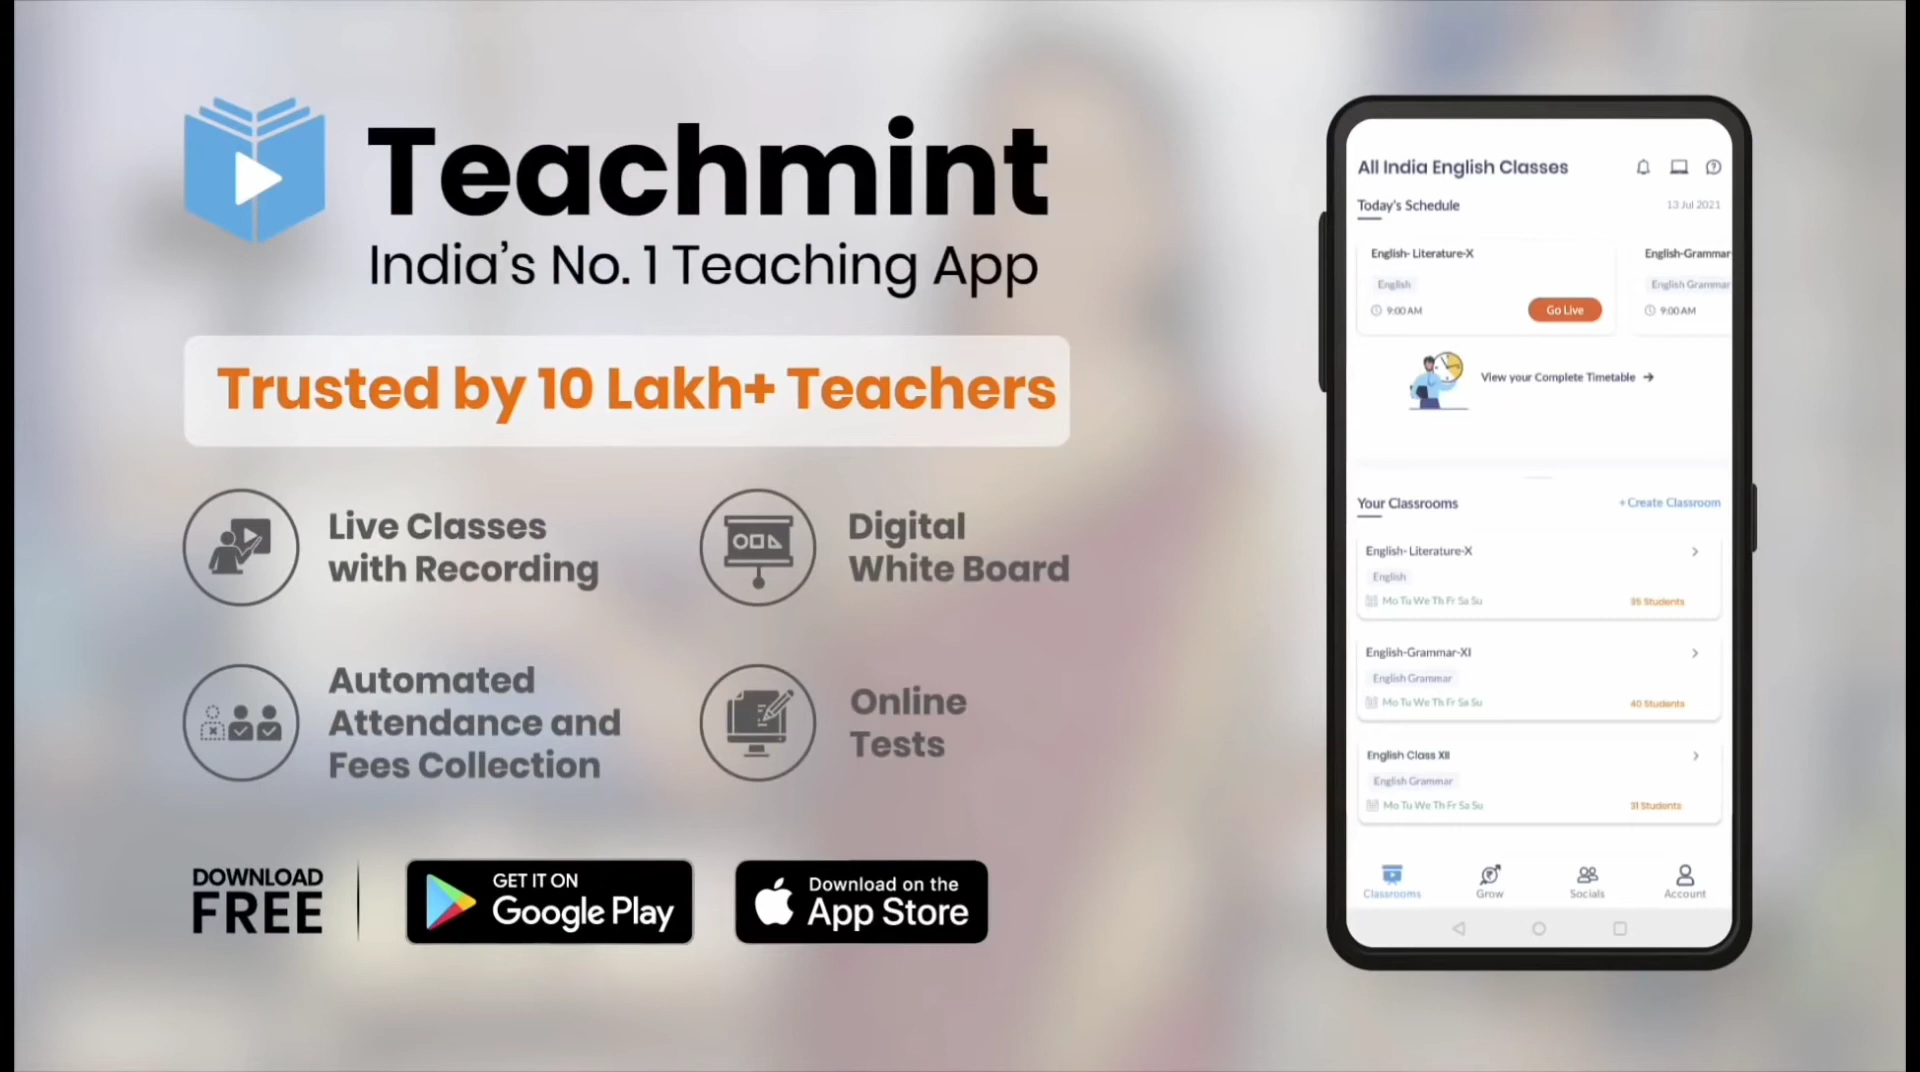 Teachmint
India's No. 1 Teaching App
Trusted by 10 Lakh+ Teachers
Live Classes
with Recording
Digital
White Board
Automated
Attendance and
Fees Collection
Online
Tests
DOWNLOAD
FREE
GET IT ON
Google Play
Download on the
App Store
All India English Classes
Today's Schedule
13 Jul 2021
English- Literature-X
English
9:00 AM
Go Live
English-Grammar
English Grammar
9:00 AM
View your Complete Timetable
Your Classrooms
+ Create Classroom
English- Literature-X
English
Mo Tu We Th Fr Sa Su
35 Students
English-Grammar-XI
English Grammar
Mo Tu We Th Fr Sa Su
40 Students
English Class XII
English Grammar
Mo Tu We Th Fr Sa Su
31 Students
Classrooms
Grow
Socials
Account